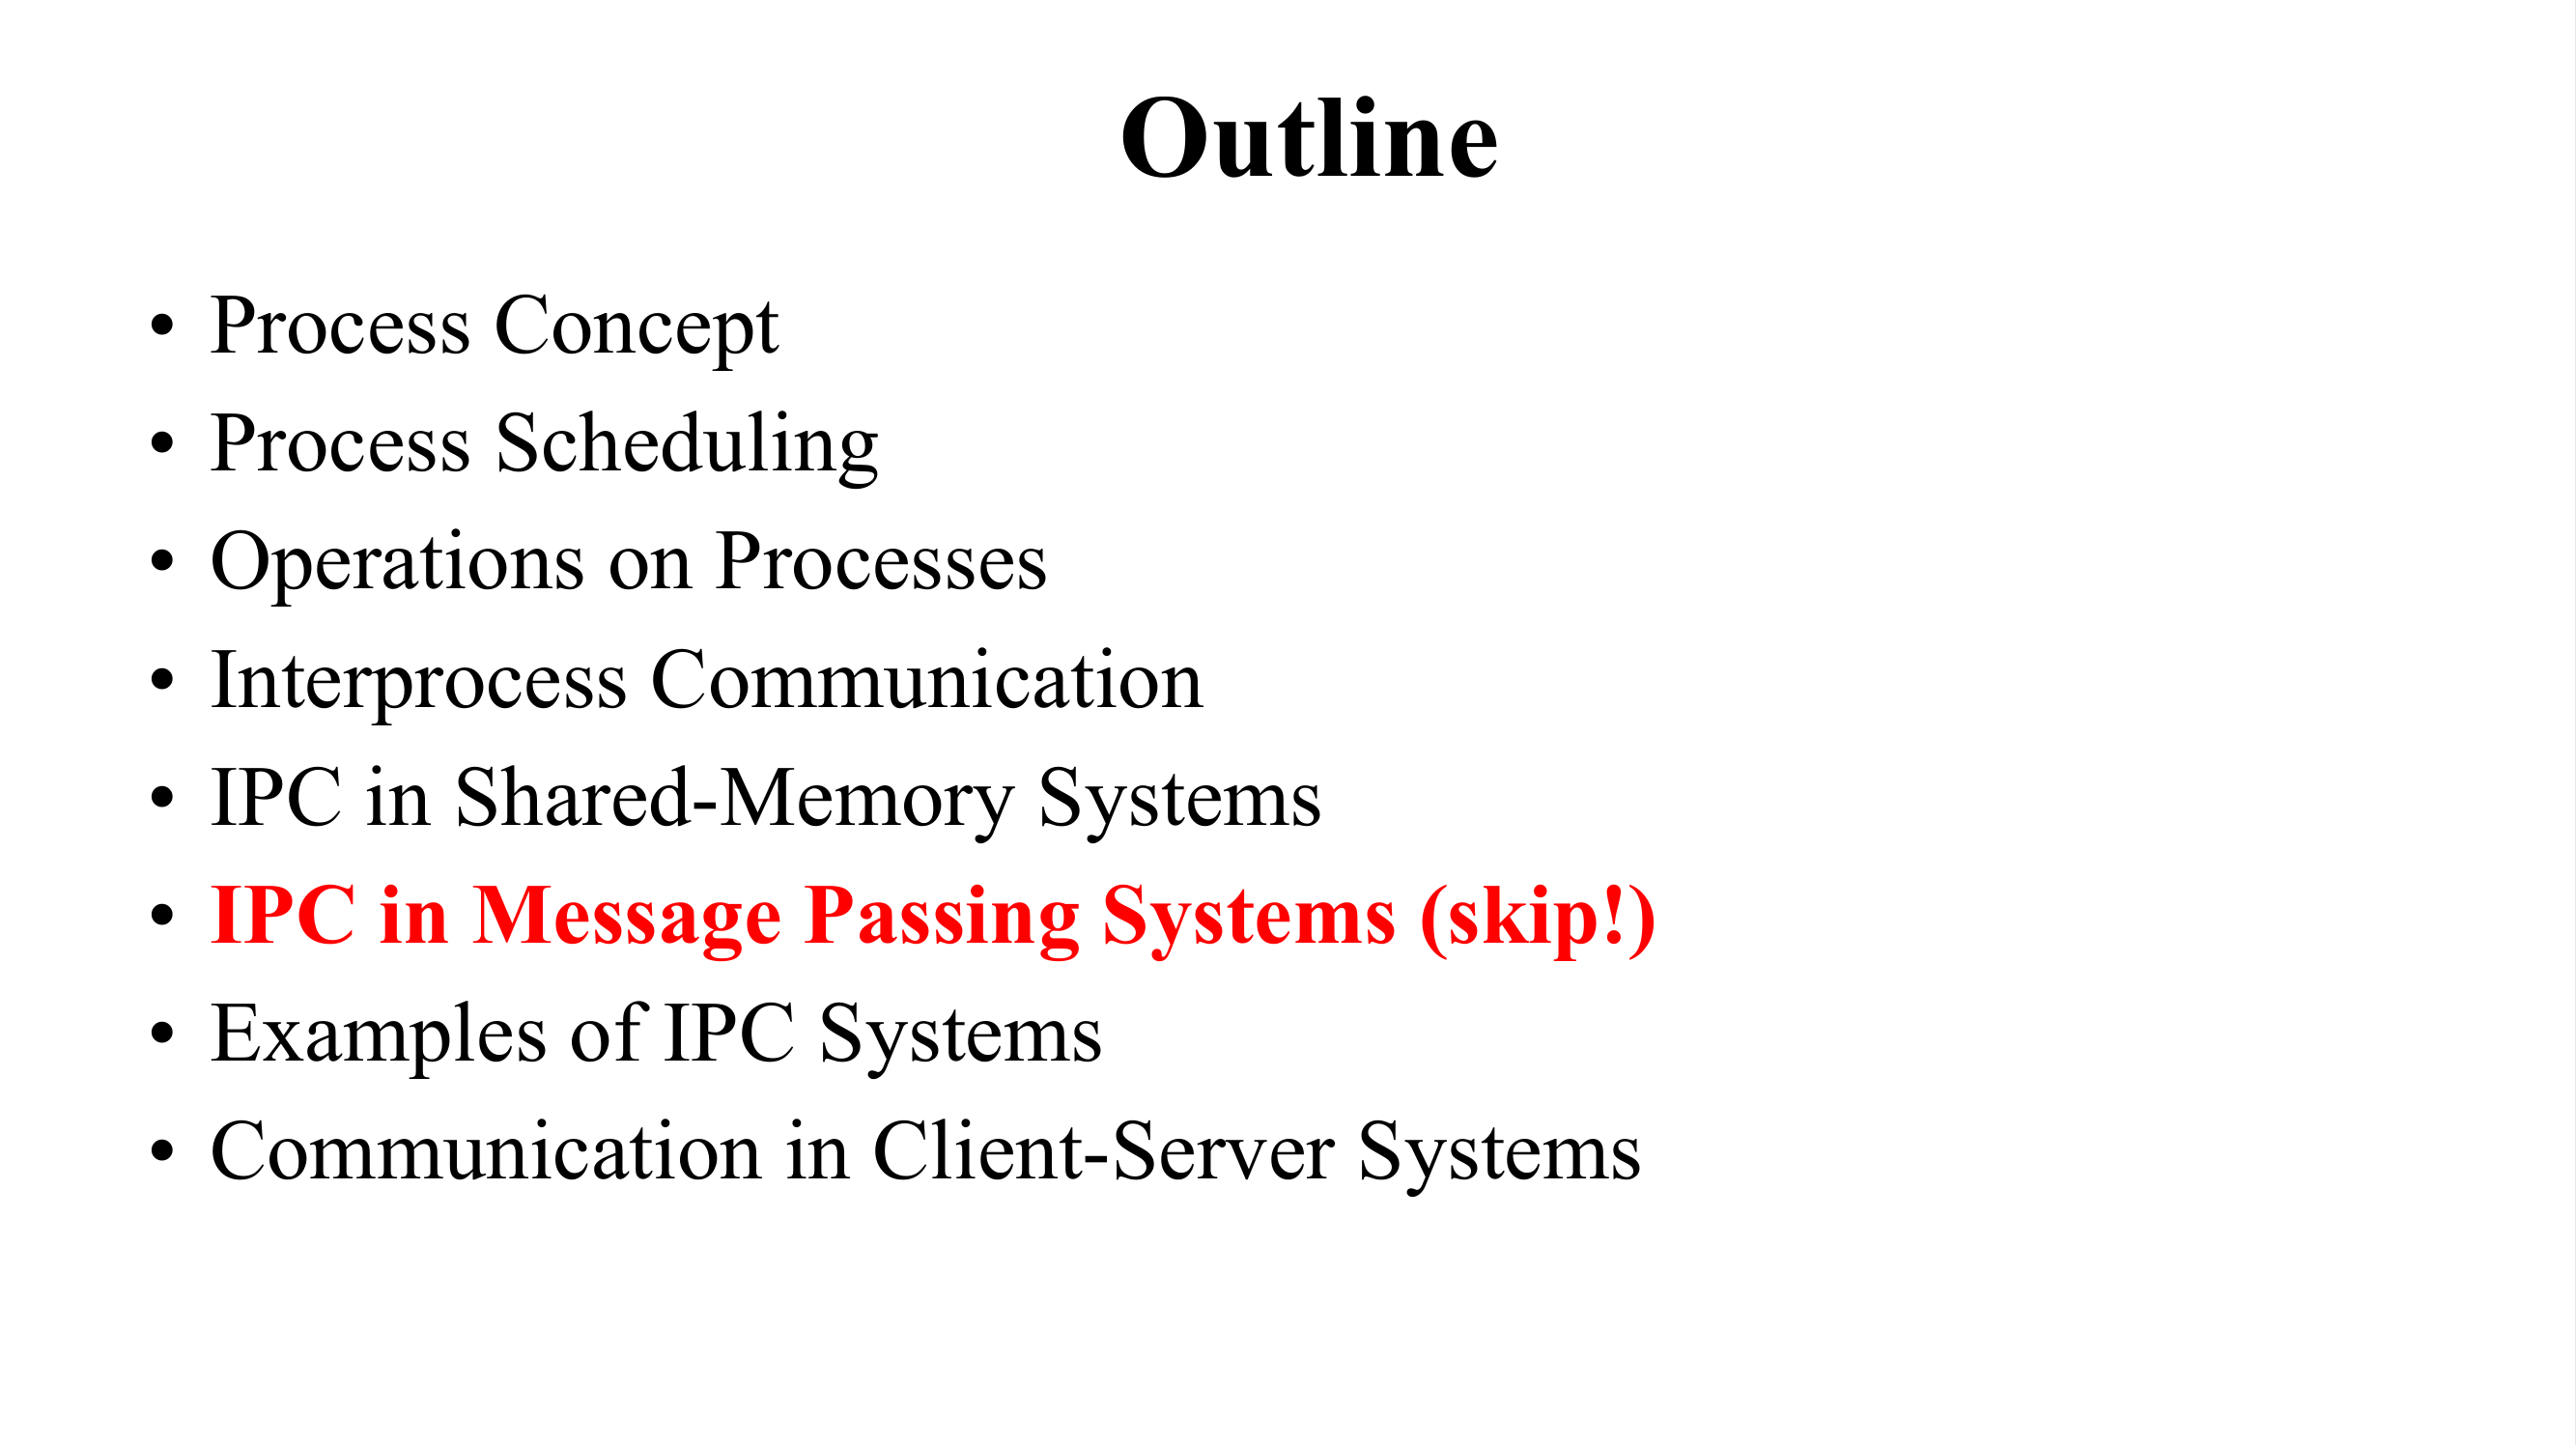 Outline
• Process Concept
• Process Scheduling
• Operations on Processes
• Interprocess Communication
• IPC in Shared-Memory Systems
• IPC in Message Passing Systems (skip!)
• Examples of IPC Systems
• Communication in Client-Server Systems